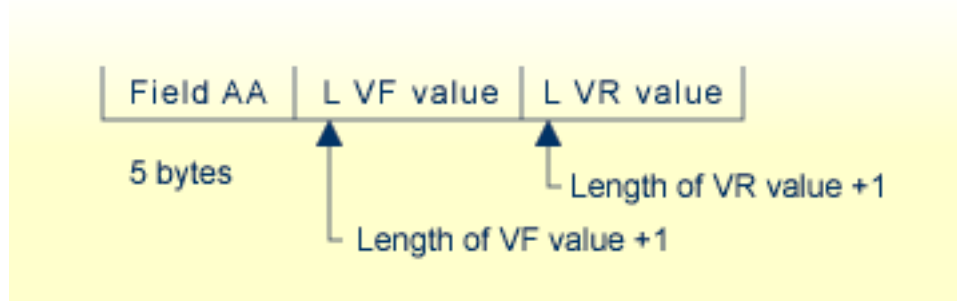 Field AA L VF value L VR value
5 bytes
Length of VR value +1
Length of VF value +1